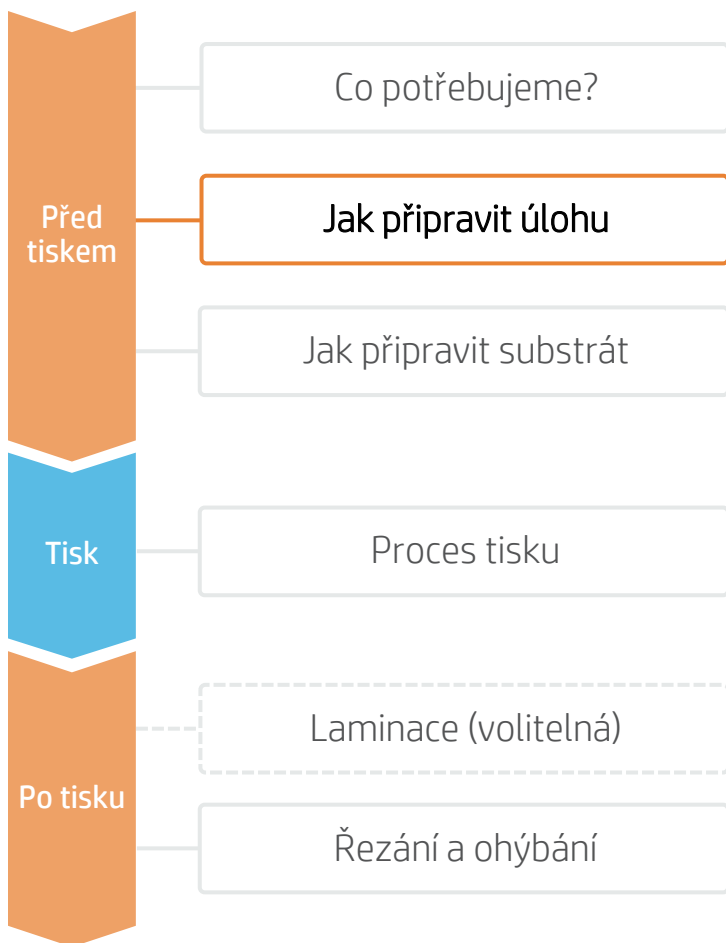 Co potřebujeme?
Před
tiskem
Jak připravit úlohu
Jak připravit substrát
Tisk
Proces tisku
Laminace (volitelná)
Po tisku
Řezání a ohýbání